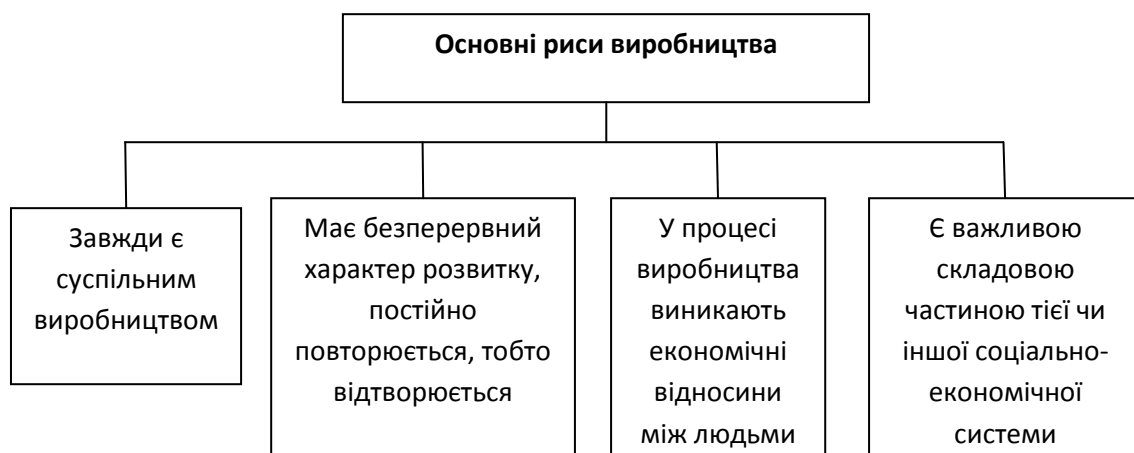 Основні риси виробництва
Завжди є
суспільним
виробництвом
Має безперервний
характер розвитку,
постійно
повторюється, тобто
відтворюється
У процесі
виробництва
виникають
економічні
відносини
між людьми
Є важливою
складовою
частиною тієї чи
іншої соціально-
економічної
системи